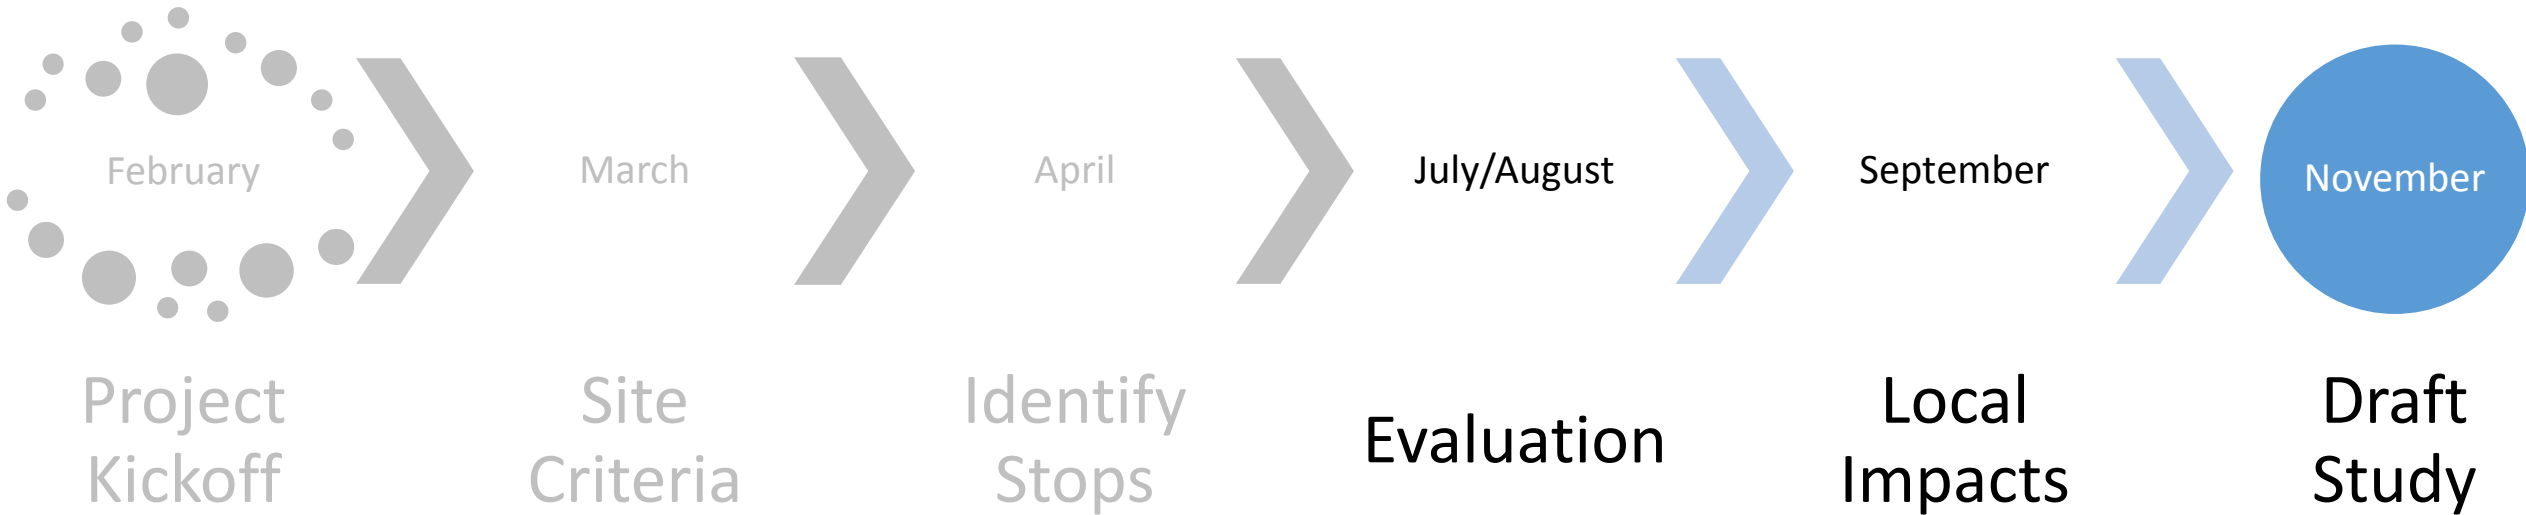 February
March
April
July/August
September
November
Project
Kickoff
Site
Criteria
Identify
Stops
Evaluation
Local
Impacts
Draft
Study